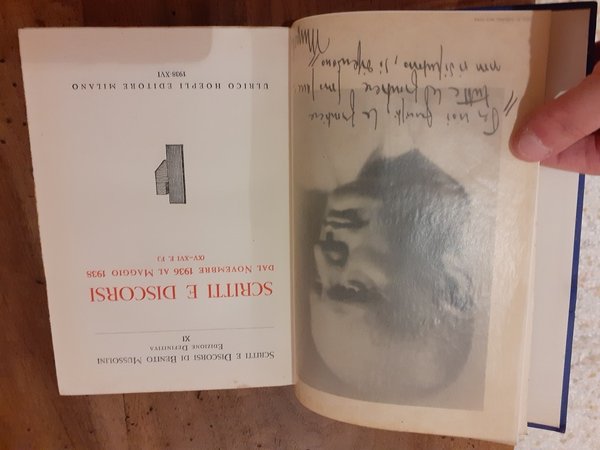 Per noi fascisti, le frontiere
tutte le frontiere, sono
non si discutono, si difendono
SCRITTI E DISCORSI DI BENITO MUSSOLINI
EDIZIONE DEFINITIVA
XI
SCRITTI E DISCORSI
DAL NOVEMBRE 1936 AL MAGGIO 1938
(XV-XVI E. F.)
ULRICO HOEPLI EDITORE MILANO
1938-XVI